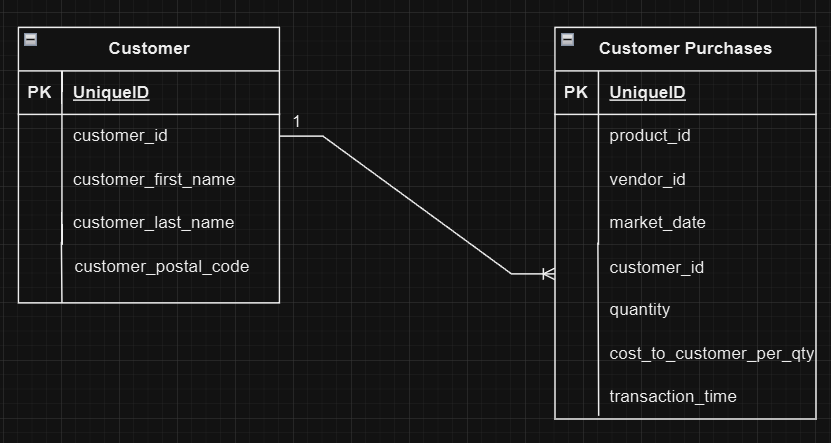 Customer
PK UniqueID
customer_id
customer_first_name
customer_last_name
customer_postal_code
1
Customer Purchases
PK UniqueID
product_id
vendor_id
market_date
customer_id
quantity
cost_to_customer_per_qty
transaction_time